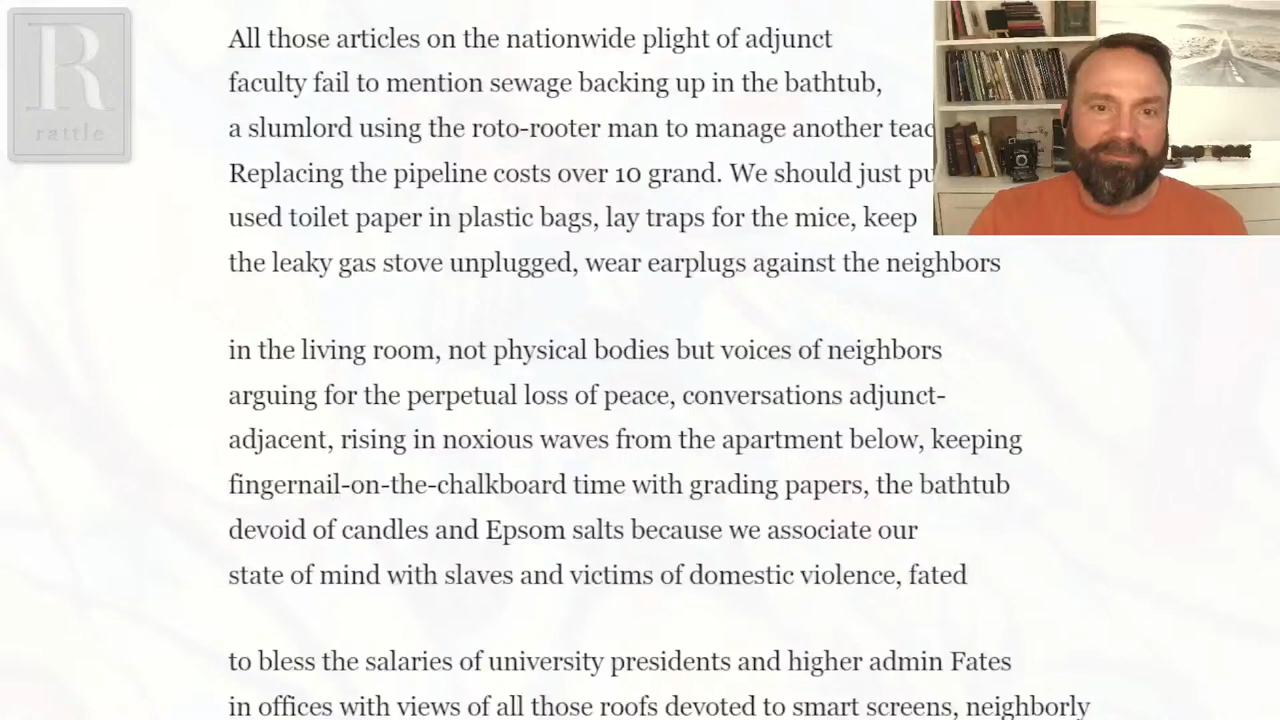 R
rattle
All those articles on the nationwide plight of adjunct
faculty fail to mention sewage backing up in the bathtub,
a slumlord using the roto-rooter man to manage another
Replacing the pipeline costs over 10 grand. We should just
used toilet paper in plastic bags, lay traps for the mice, keep
the leaky gas stove unplugged, wear earplugs against the neighbors
in the living room, not physical bodies but voices of neighbors
arguing for the perpetual loss of peace, conversations adjunct-
adjacent, rising in noxious waves from the apartment below, keeping
fingernail-on-the-chalkboard time with grading papers, the bathtub
devoid of candles and Epsom salts because we associate our
state of mind with slaves and victims of domestic violence, fated
to bless the salaries of university presidents and higher admin Fates
in offices with views of all those roofs devoted to smart screens, neighborly